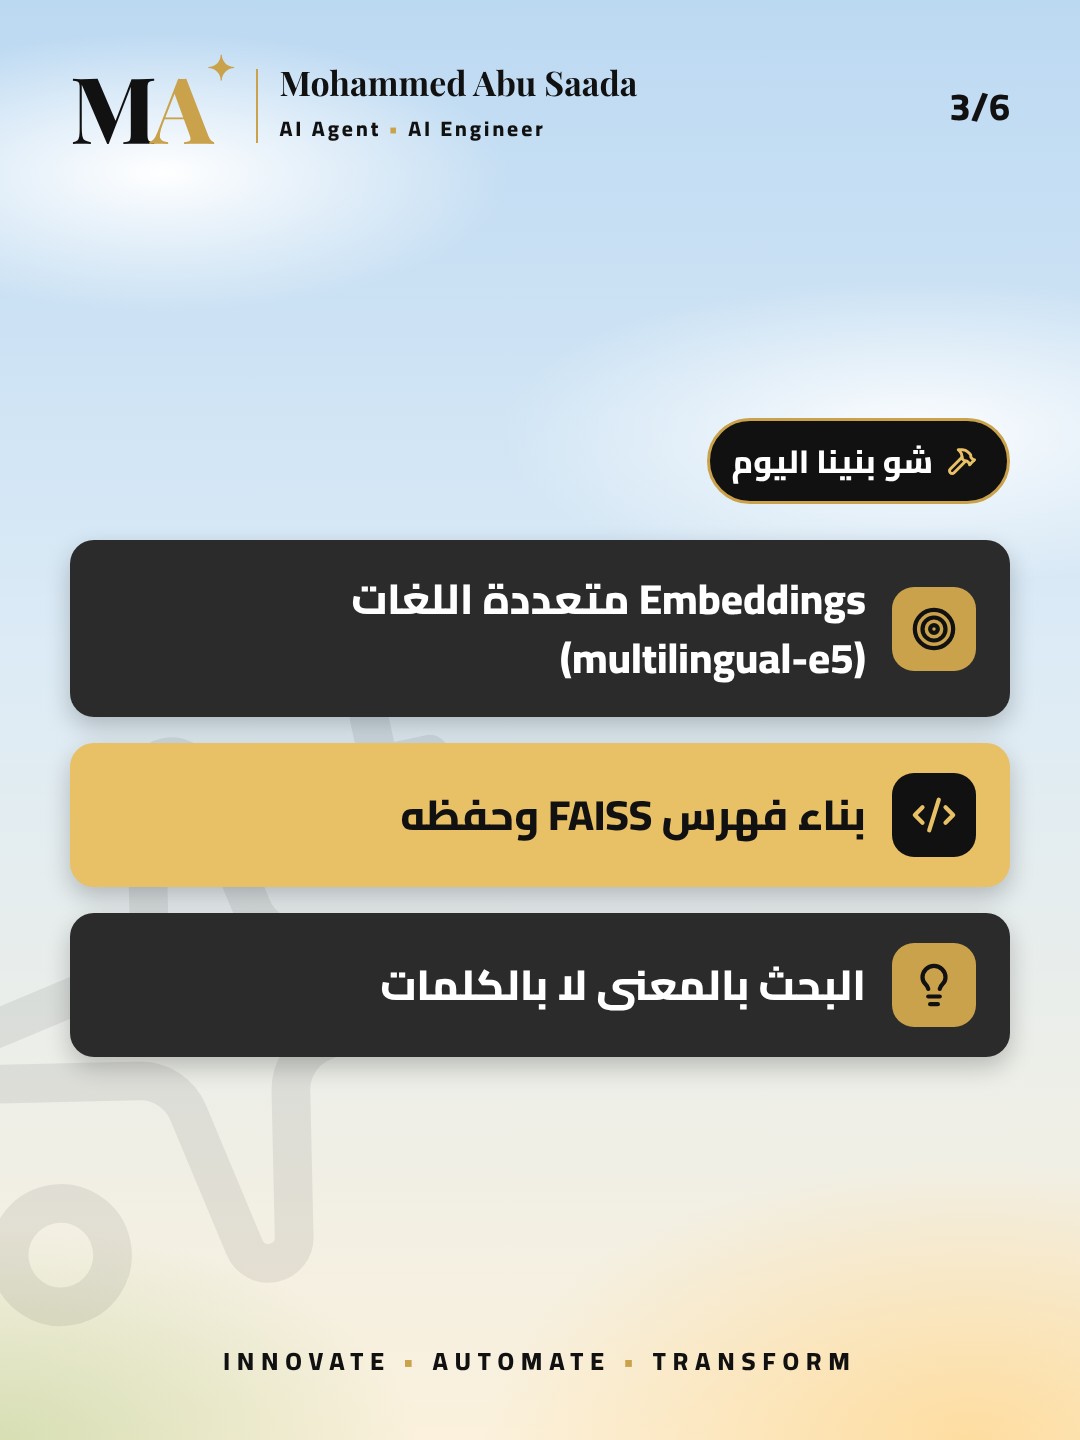 MA
Mohammed Abu Saada
AI Agent ▪ AI Engineer
3/6
شو بنينا اليوم
Embeddings متعددة اللغات
(multilingual-e5)
بناء فهرس FAISS وحفظه
البحث بالمعنى لا بالكلمات
INNOVATE ▪ AUTOMATE ▪ TRANSFORM